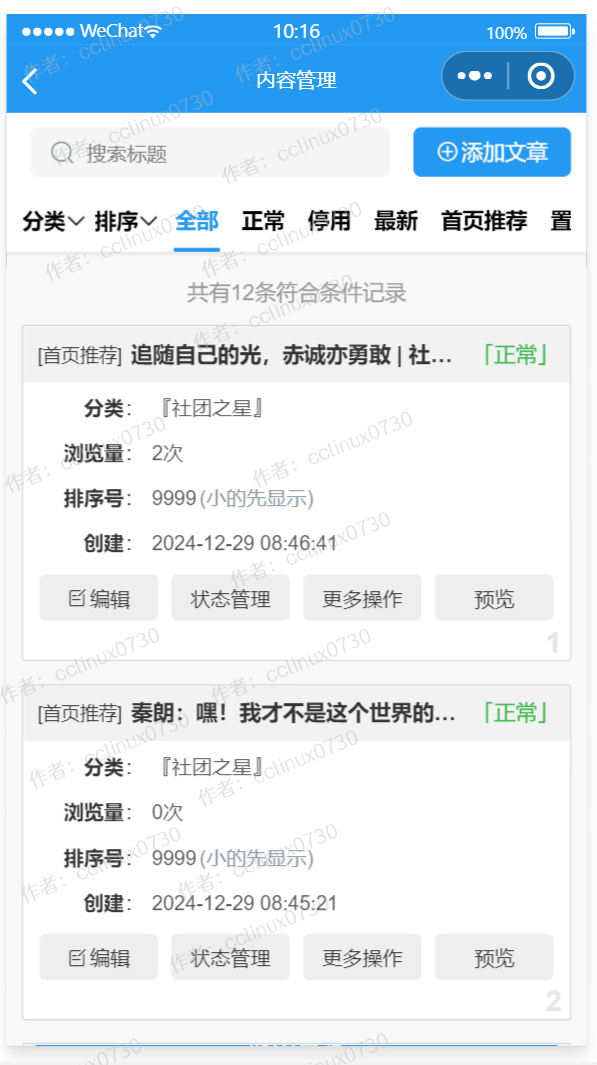 WeChat 10:16 100%
内容管理
搜索标题 添加文章
分类 排序 全部 正常 停用 最新 首页推荐 置
共有12条符合条件记录
[首页推荐] 追随自己的光，赤诚亦勇敢 | 社... 「正常」
分类： 『社团之星』
浏览量： 2次
排序号： 9999(小的先显示)
创建： 2024-12-29 08:46:41
编辑 状态管理 更多操作 预览
1
[首页推荐] 秦朗：嘿！我才不是这个世界的... 「正常」
分类： 『社团之星』
浏览量： 0次
排序号： 9999(小的先显示)
创建： 2024-12-29 08:45:21
编辑 状态管理 更多操作 预览
2
作者：cclinux0730